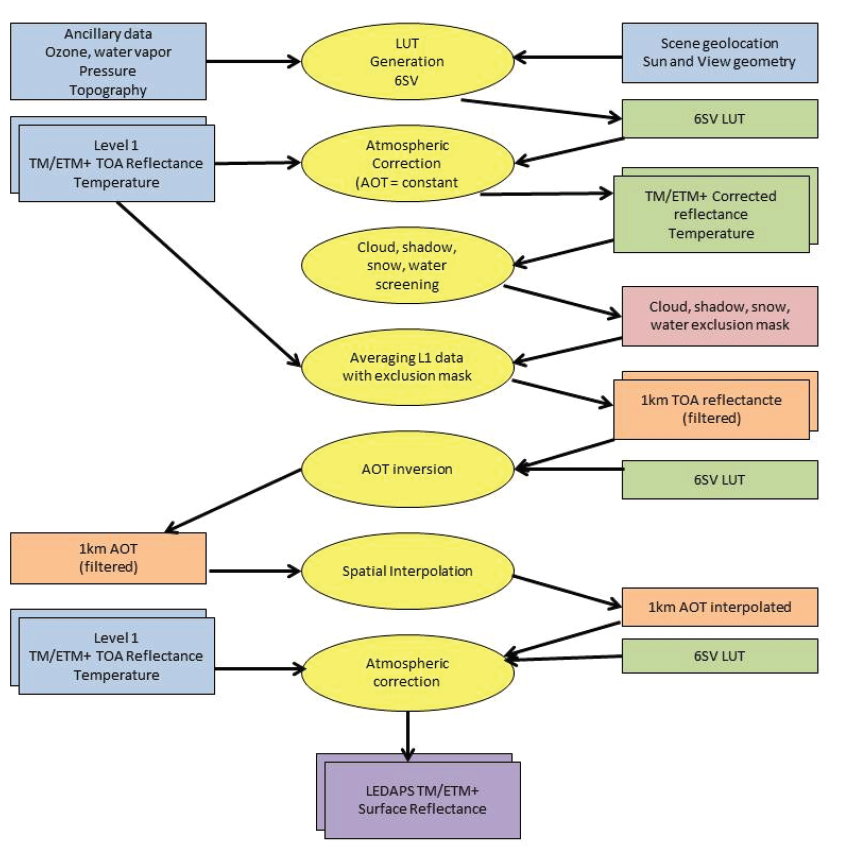 Ancillary data
Ozone, water vapor
Pressure
Topography
LUT
Generation
6SV
Scene geolocation
Sun and View geometry
6SV LUT
Level 1
TM/ETM+ TOA Reflectance
Temperature
Atmospheric
Correction
(AOT = constant
TM/ETM+ Corrected
reflectance
Temperature
Cloud, shadow,
snow, water
screening
Cloud, shadow, snow,
water exclusion mask
Averaging L1 data
with exclusion mask
1km TOA reflectancte
(filtered)
AOT inversion
6SV LUT
1km AOT
(filtered)
Spatial Interpolation
1km AOT interpolated
Level 1
TM/ETM+ TOA Reflectance
Temperature
Atmospheric
correction
6SV LUT
LEDAPS TM/ETM+
Surface Reflectance